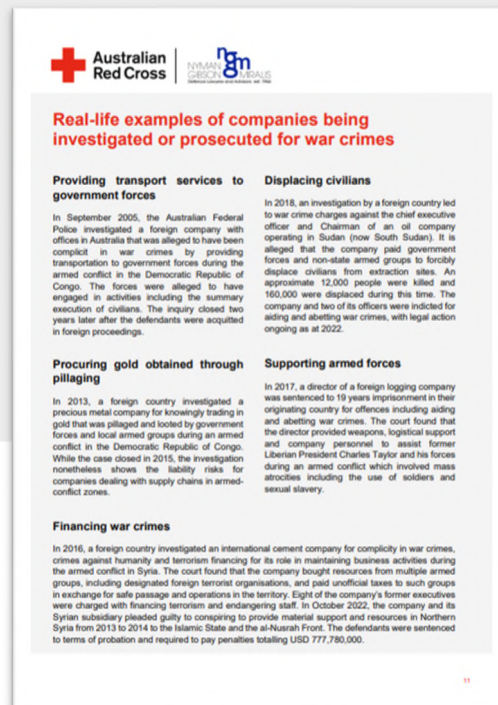 Australian
Red Cross
ngm
NYMAN
GIBSON MIRALIS
Defence Lawyers and Advisors est. 1966
Real-life examples of companies being
investigated or prosecuted for war crimes
Providing transport services to
government forces
In September 2005, the Australian Federal
Police investigated a foreign company with
offices in Australia that was alleged to have been
complicit in war crimes by providing
transportation to government forces during the
armed conflict in the Democratic Republic of
Congo. The forces were alleged to have
engaged in activities including the summary
execution of civilians. The inquiry closed two
years later after the defendants were acquitted
in foreign proceedings.
Procuring gold obtained through
pillaging
In 2013, a foreign country investigated a
precious metal company for knowingly trading in
gold that was pillaged and looted by government
forces and local armed groups during an armed
conflict in the Democratic Republic of Congo.
While the case closed in 2015, the investigation
nonetheless shows the liability risks for
companies dealing with supply chains in armed-
conflict zones.
Displacing civilians
In 2018, an investigation by a foreign country led
to war crime charges against the chief executive
officer and Chairman of an oil company
operating in Sudan (now South Sudan). It is
alleged that the company paid government
forces and non-state armed groups to forcibly
displace civilians from extraction sites. An
approximate 12,000 people were killed and
160,000 were displaced during this time. The
company and two of its officers were indicted for
aiding and abetting war crimes, with legal action
ongoing as at 2022.
Supporting armed forces
In 2017, a director of a foreign logging company
was sentenced to 19 years imprisonment in their
originating country for offences including aiding
and abetting war crimes. The court found that
the director provided weapons, logistical support
and company personnel to assist former
Liberian President Charles Taylor and his forces
during an armed conflict which involved mass
atrocities including the use of soldiers and
sexual slavery.
Financing war crimes
In 2016, a foreign country investigated an international cement company for complicity in war crimes,
crimes against humanity and terrorism financing for its role in maintaining business activities during
the armed conflict in Syria. The court found that the company bought resources from multiple armed
groups, including designated foreign terrorist organisations, and paid unofficial taxes to such groups
in exchange for safe passage and operations in the territory. Eight of the company's former executives
were charged with financing terrorism and endangering staff. In October 2022, the company and its
Syrian subsidiary pleaded guilty to conspiring to provide material support and resources in Northern
Syria from 2013 to 2014 to the Islamic State and the al-Nusrah Front. The defendants were sentenced
to terms of probation and required to pay penalties totalling USD 777,780,000.
11